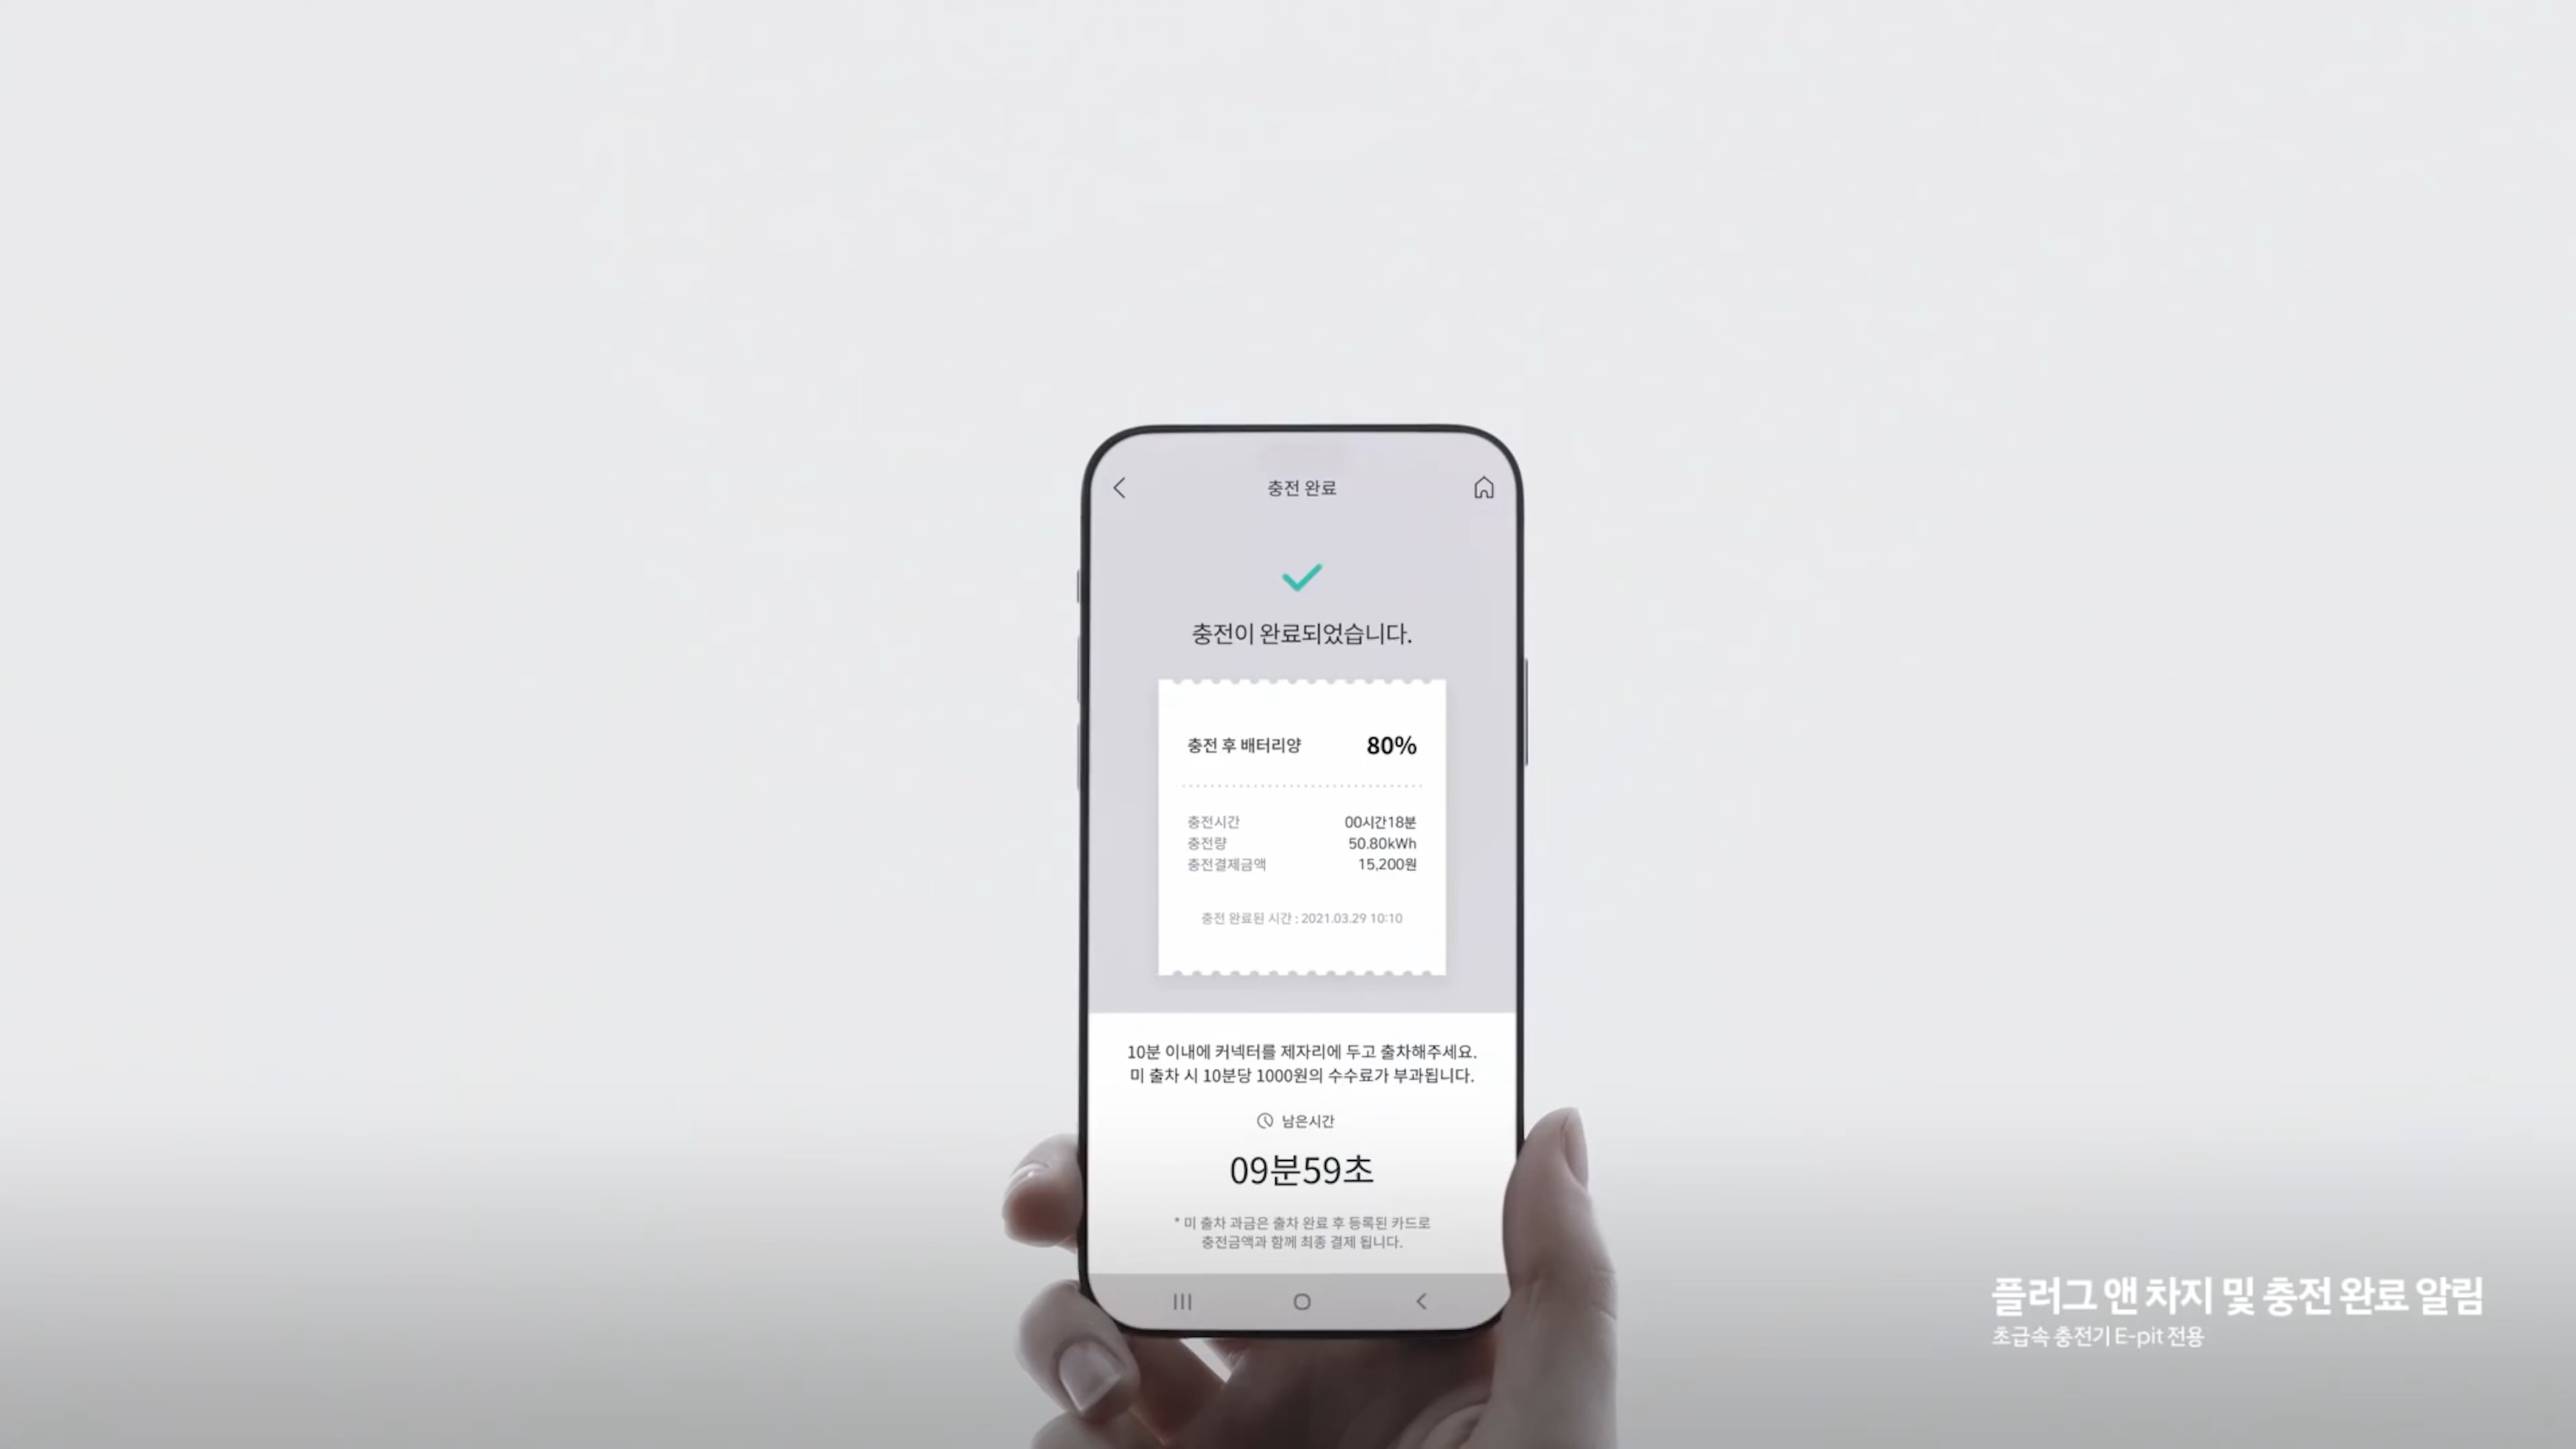 충전 완료
충전이 완료되었습니다.
충전 후 배터리양 80%
충전시간 00시간18분
충전량 50.80kWh
충전결제금액 15,200원
충전 완료된 시간 : 2021.03.29 10:10
10분 이내에 커넥터를 제자리에 두고 출차해주세요.
미 출차 시 10분당 1000원의 수수료가 부과됩니다.
남은시간
09분59초
* 미 출차 과금은 출차 완료 후 등록된 카드로
충전금액과 함께 최종 결제 됩니다.
플러그 앤 차지 및 충전 완료 알림
초급속 충전기 E-pit 전용